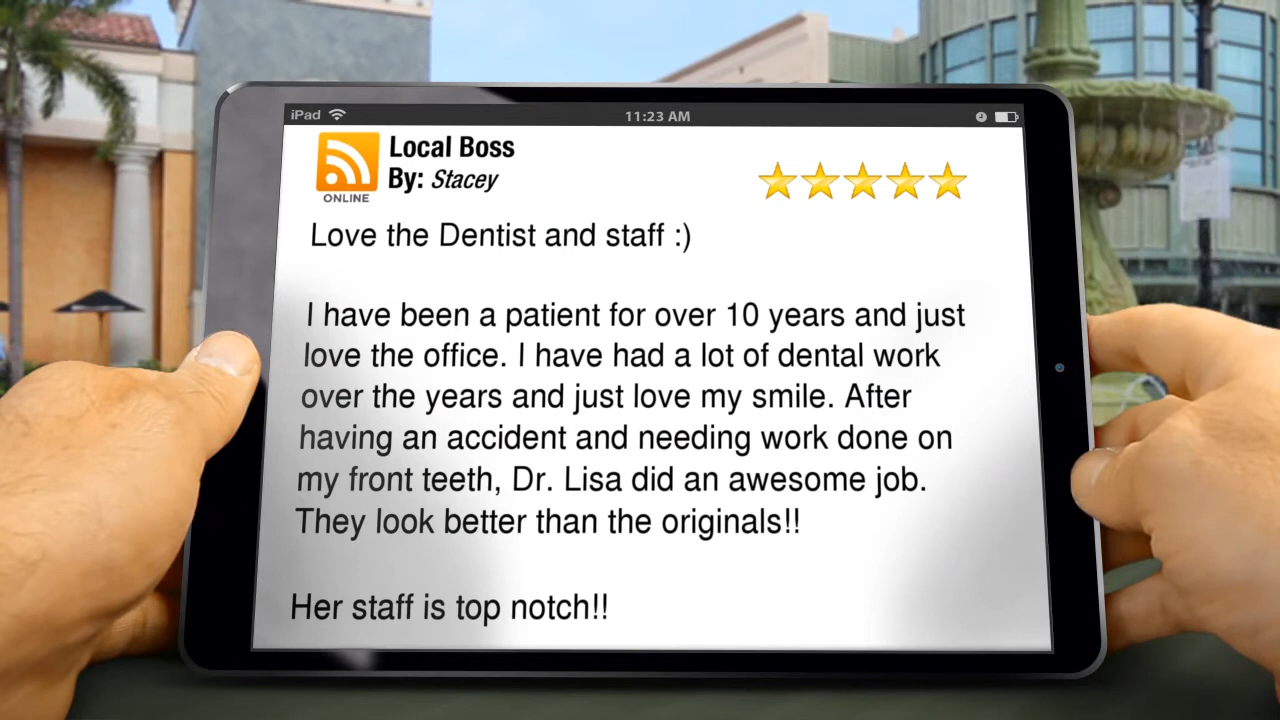 iPad
11:23 AM
Local Boss
By: Stacey
ONLINE
Love the Dentist and staff :)
I have been a patient for over 10 years and just
love the office. I have had a lot of dental work
over the years and just love my smile. After
having an accident and needing work done on
my front teeth, Dr. Lisa did an awesome job.
They look better than the originals!!
Her staff is top notch!!